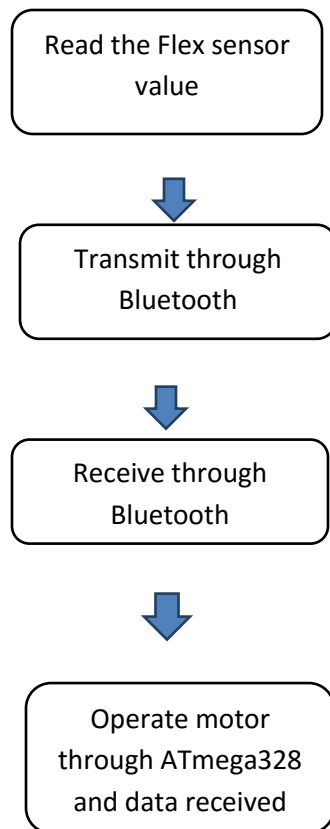 Read the Flex sensor
value
Transmit through
Bluetooth
Receive through
Bluetooth
Operate motor
through ATmega328
and data received